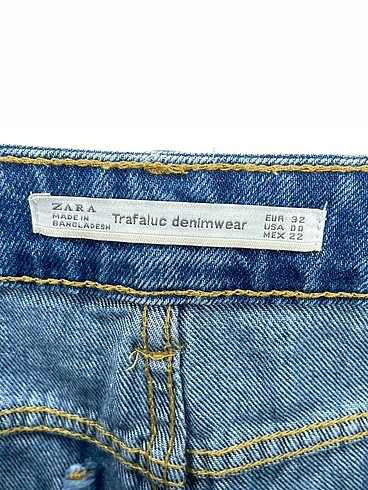 ZARA
MADE IN
BANGLADESH
Trafaluc denimwear
EUR 32
USA 00
MEX 22